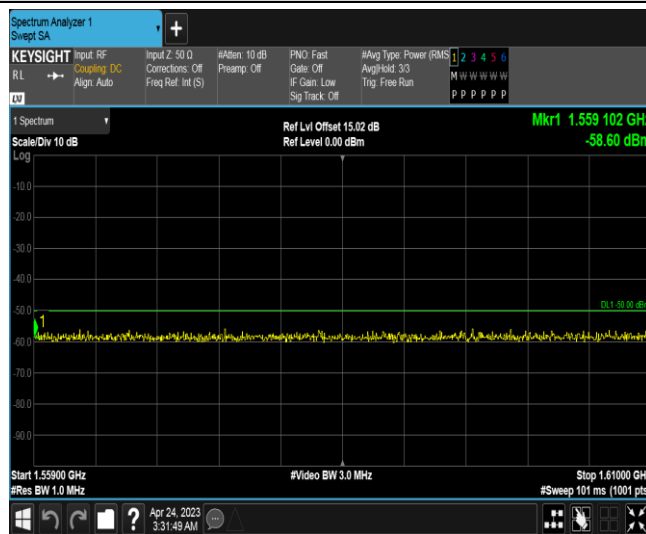 Spectrum Analyzer 1
Swept SA
+
KEYSIGHT Input: RF Input Z: 50 Ω #Atten: 10 dB PNO: Fast #Avg Type: Power (RMS 1 2 3 4 5 6
RL Coupling: DC Corrections: Off Preamp: Off Gate: Off Avg|Hold: 3/3 M W W W W W
Align: Auto Freq Ref: Int (S) IF Gain: Low Trig: Free Run
Sig Track: Off P P P P P P
LXI
1 Spectrum Ref Lvl Offset 15.02 dB Mkr1 1.559 102 GHz
Scale/Div 10 dB Ref Level 0.00 dBm -58.60 dBm
Log
-10.0
-20.0
-30.0
-40.0
-50.0 DL1 -50.00 dBm
1
-60.0
-70.0
-80.0
-90.0
Start 1.55900 GHz #Video BW 3.0 MHz Stop 1.61000 GHz
#Res BW 1.0 MHz #Sweep 101 ms (1001 pts
? Apr 24, 2023
3:31:49 AM